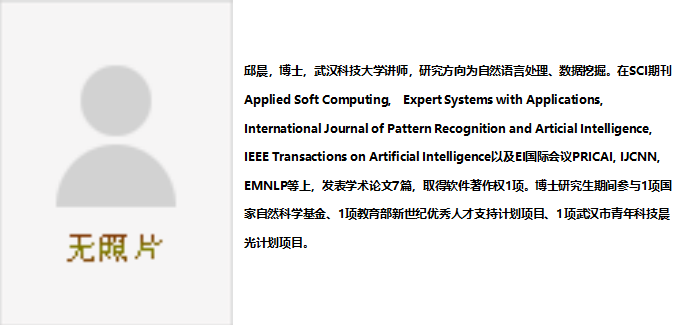 无照片
邱晨，博士，武汉科技大学讲师，研究方向为自然语言处理、数据挖掘。在SCI期刊
Applied Soft Computing， Expert Systems with Applications,
International Journal of Pattern Recognition and Articial Intelligence,
IEEE Transactions on Artificial Intelligence以及EI国际会议PRICAI, IJCNN,
EMNLP等上，发表学术论文7篇，取得软件著作权1项。博士研究生期间参与1项国
家自然科学基金、1项教育部新世纪优秀人才支持计划项目、1项武汉市青年科技晨
光计划项目。